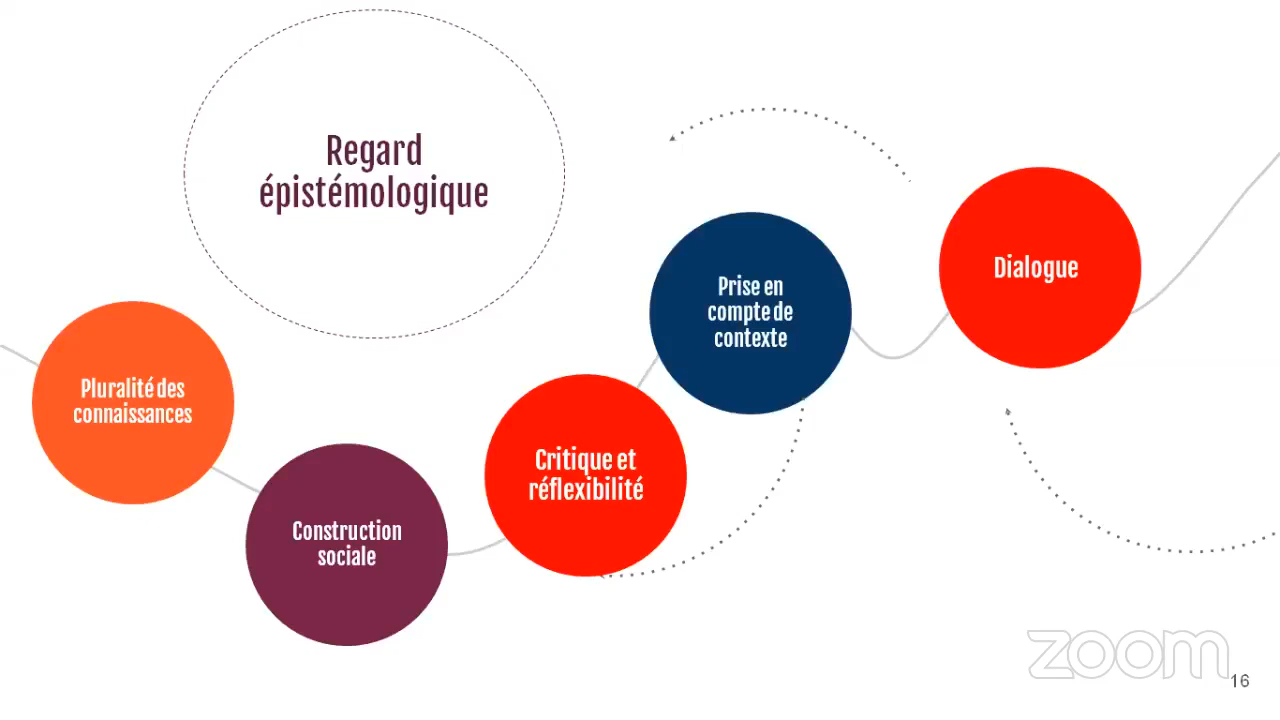 Regard
épistémologique
Pluralité des
connaissances
Construction
sociale
Critique et
réflexibilité
Prise en
compte de
contexte
Dialogue
zoom
16